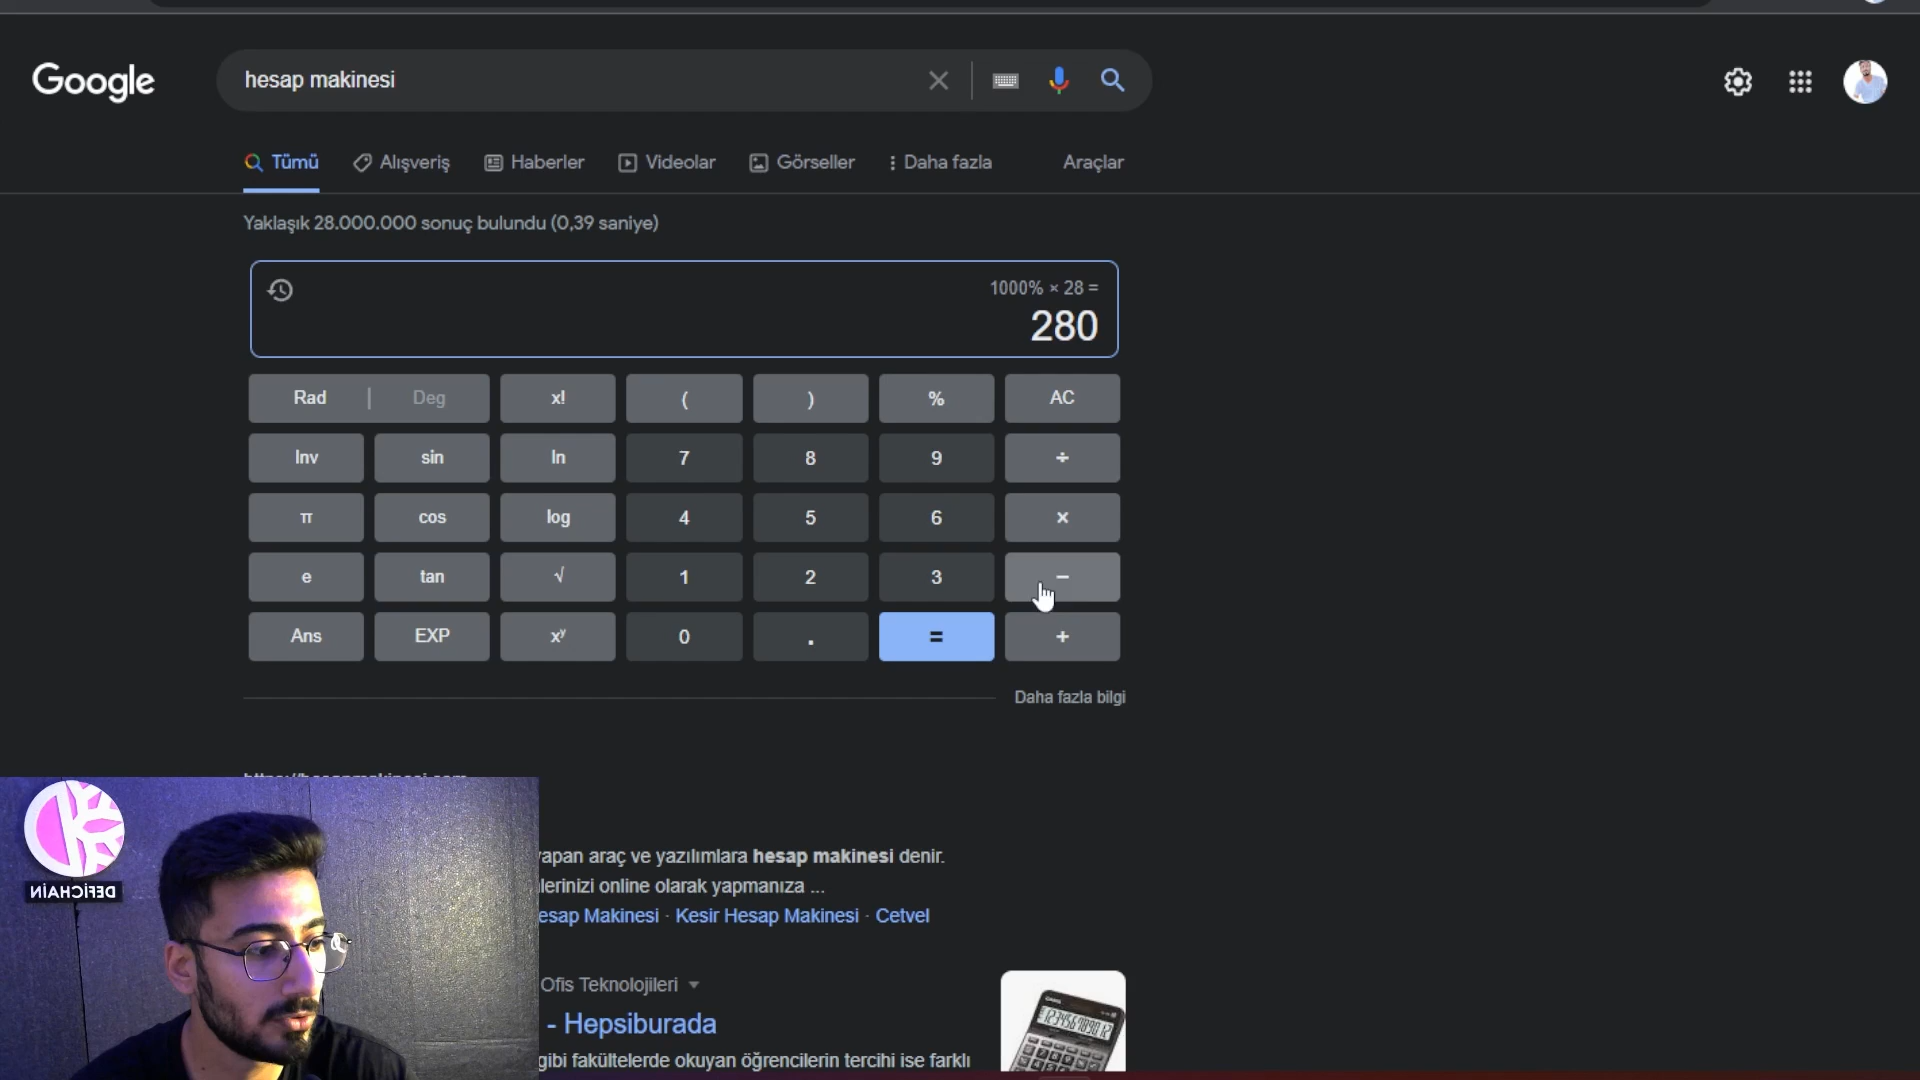 Google
hesap makinesi
Tümü
Alışveriş
Haberler
Videolar
Görseller
Daha fazla
Araçlar
Yaklaşık 28.000.000 sonuç bulundu (0,39 saniye)
1000% × 28 =
280
Rad | Deg
x!
(
)
%
AC
Inv
sin
ln
7
8
9
÷
π
cos
log
4
5
6
×
e
tan
√
1
2
3
−
Ans
EXP
xʸ
0
.
=
+
Daha fazla bilgi
DEFİCHAİN
yapan araç ve yazılımlara hesap makinesi denir.
lerinizi online olarak yapmanıza ...
esap Makinesi · Kesir Hesap Makinesi · Cetvel
Ofis Teknolojileri
- Hepsiburada
gibi fakültelerde okuyan öğrencilerin tercihi ise farklı